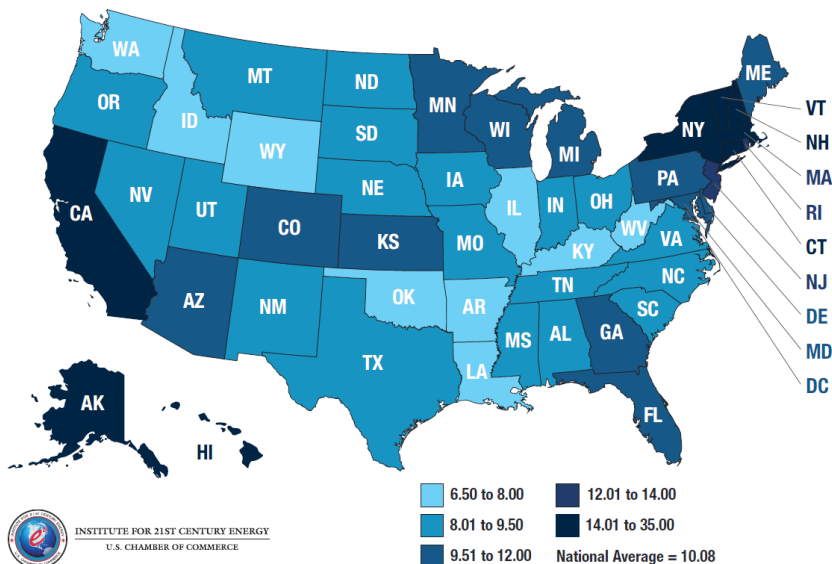 WA
MT
ND
MN
ME
VT
OR
ID
SD
WI
NY
NH
WY
MI
MA
NE
IA
PA
RI
NV
UT
IL
IN
OH
CA
CO
KS
MO
WV
VA
CT
KY
NJ
AZ
NM
OK
AR
TN
NC
DE
SC
MS
AL
GA
MD
TX
LA
DC
AK
FL
HI
6.50 to 8.00
12.01 to 14.00
8.01 to 9.50
14.01 to 35.00
9.51 to 12.00
National Average = 10.08
INSTITUTE FOR 21ST CENTURY ENERGY
U.S. CHAMBER OF COMMERCE
e